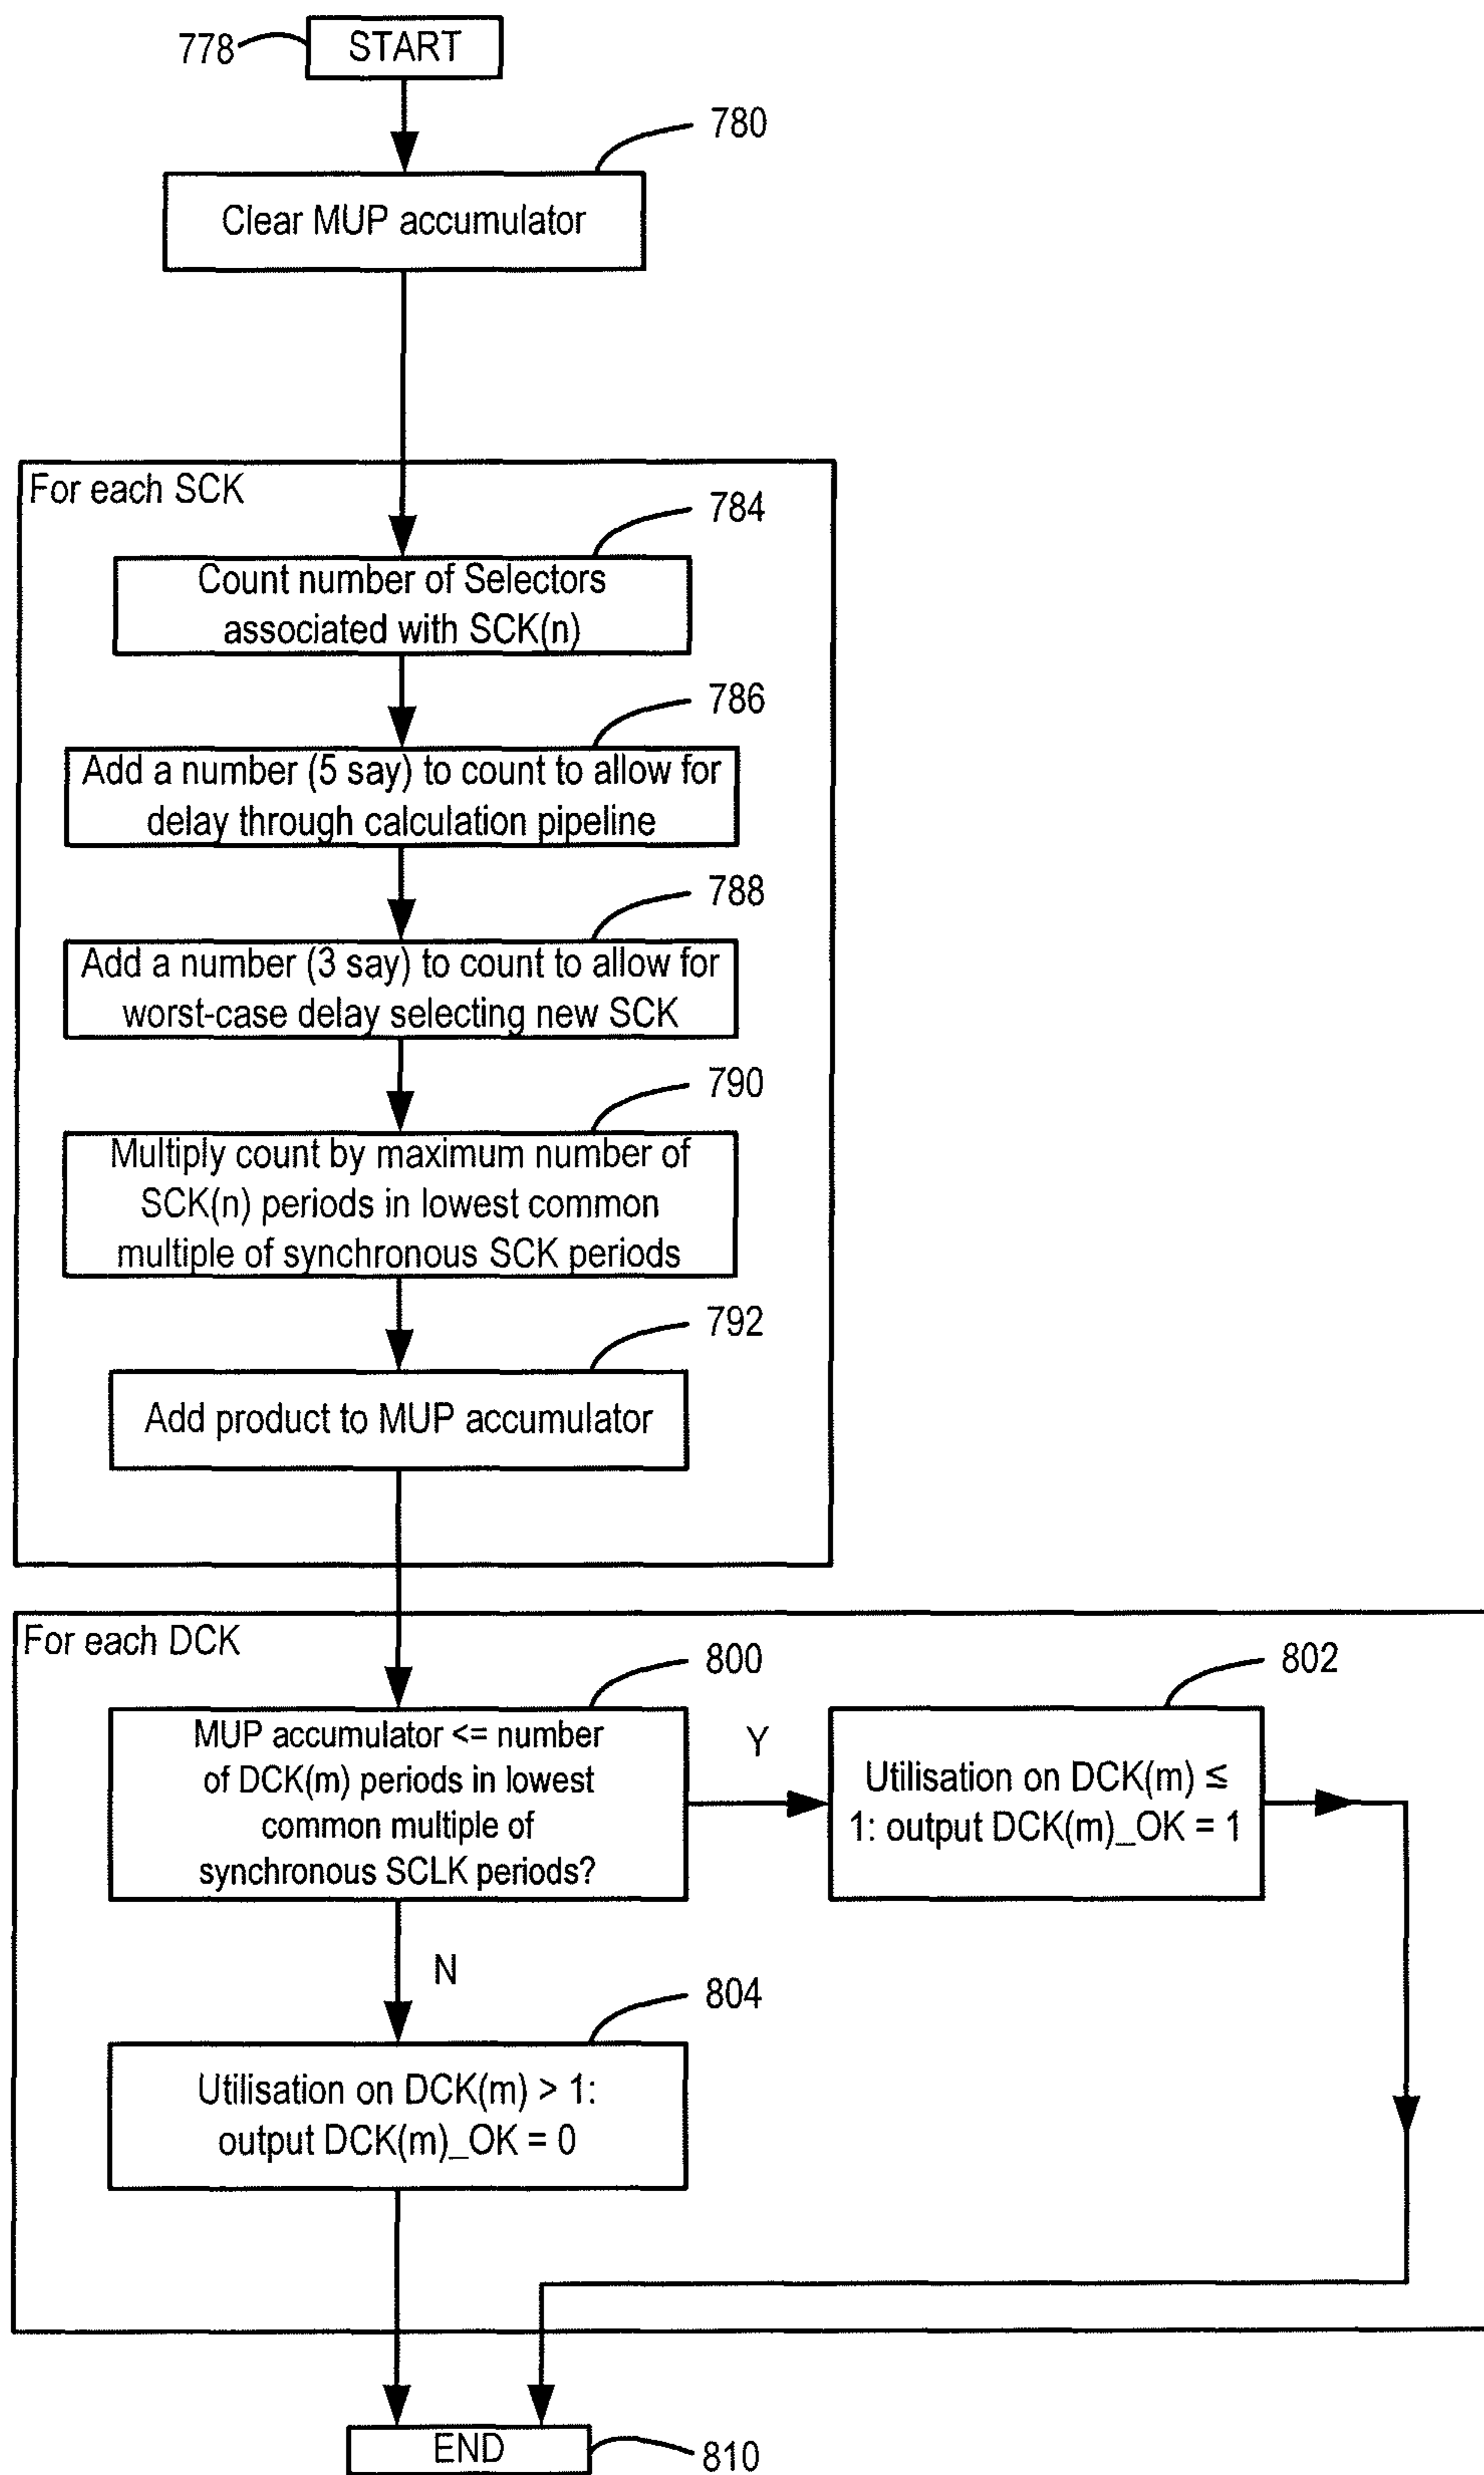 778
START
780
Clear MUP accumulator
For each SCK
784
Count number of Selectors
associated with SCK(n)
786
Add a number (5 say) to count to allow for
delay through calculation pipeline
788
Add a number (3 say) to count to allow for
worst-case delay selecting new SCK
790
Multiply count by maximum number of
SCK(n) periods in lowest common
multiple of synchronous SCK periods
792
Add product to MUP accumulator
For each DCK
800
MUP accumulator <= number
of DCK(m) periods in lowest
common multiple of
synchronous SCLK periods?
Y
802
Utilisation on DCK(m) ≤
1: output DCK(m)_OK = 1
N
804
Utilisation on DCK(m) > 1:
output DCK(m)_OK = 0
END
810